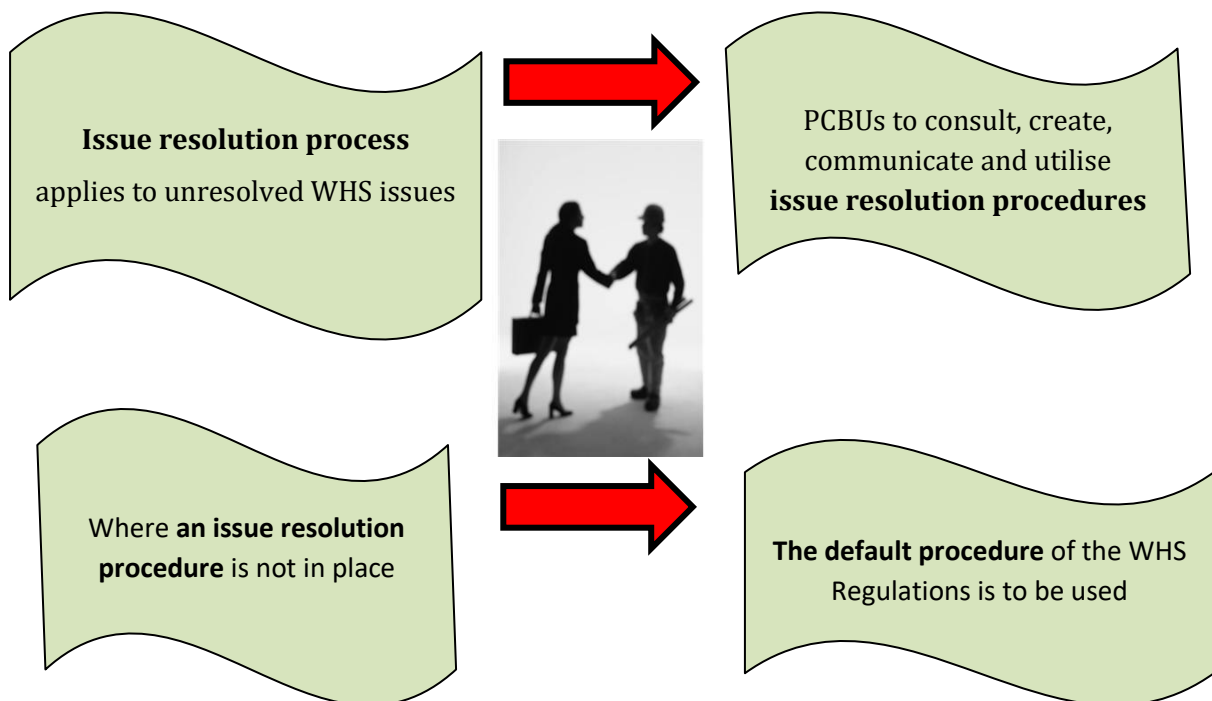 Issue resolution process
applies to unresolved WHS issues
PCBUs to consult, create,
communicate and utilise
issue resolution procedures
Where an issue resolution
procedure is not in place
The default procedure of the WHS
Regulations is to be used